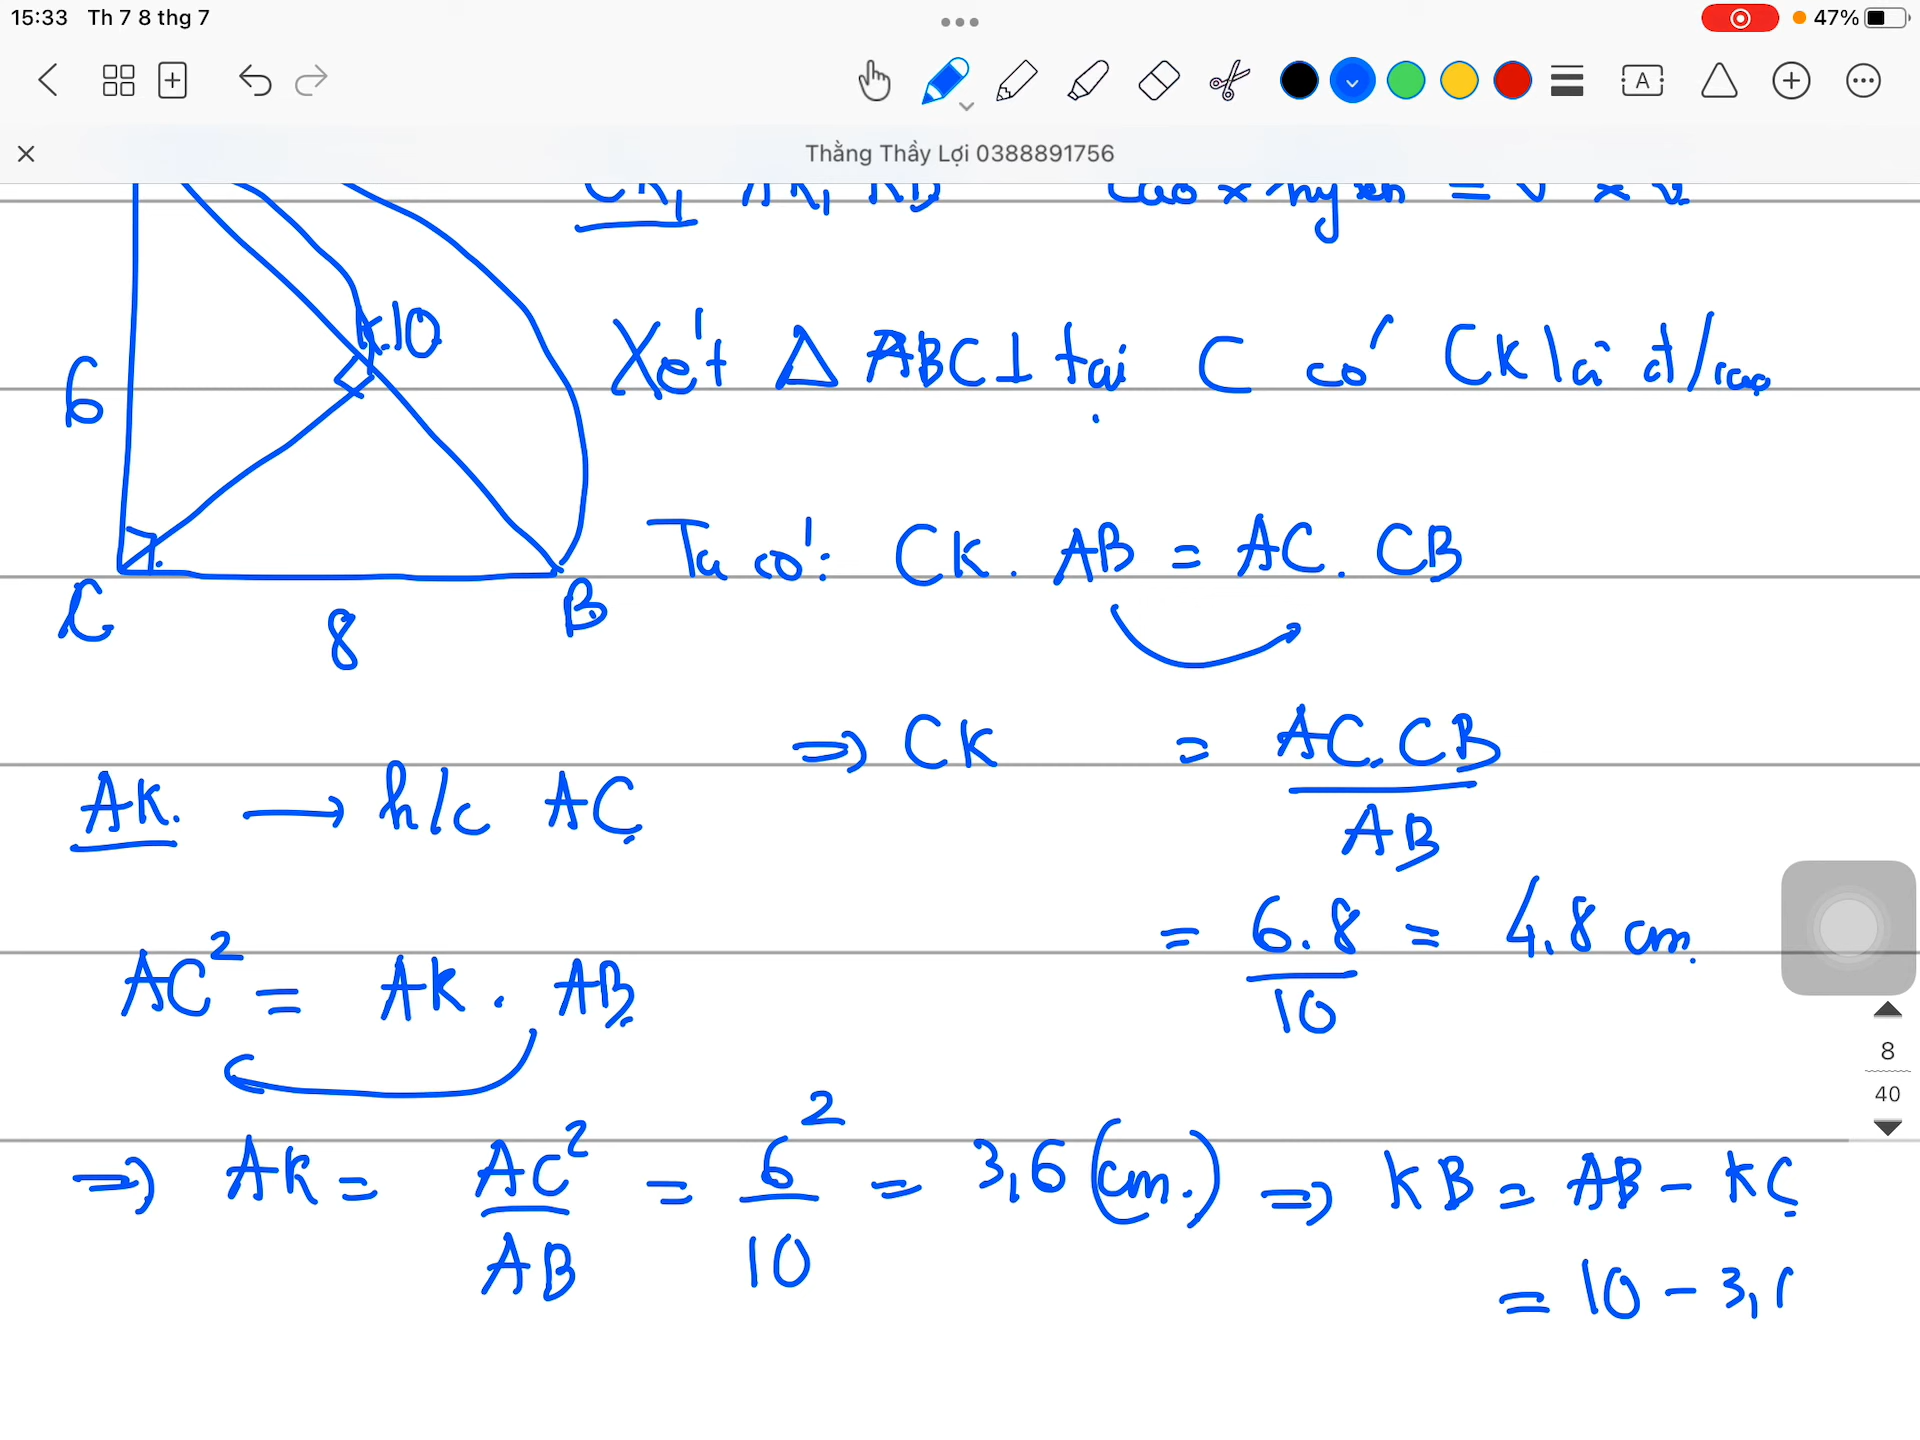 15:33 Th 7 8 thg 7
47%
A
Thằng Thầy Lợi 0388891756
K 10
6
C
8
B
Xét Δ ABC⊥ tại C có CK là đ/cao
Ta có: CK. AB = AC. CB
=> CK = AC.CB / AB
= 6.8 / 10 = 4,8 cm.
AK. → h/c AC
AC² = AK . AB
=> AK = AC² / AB = 6² / 10 = 3,6 (cm.) => KB = AB - KC
= 10 - 3,
8
40